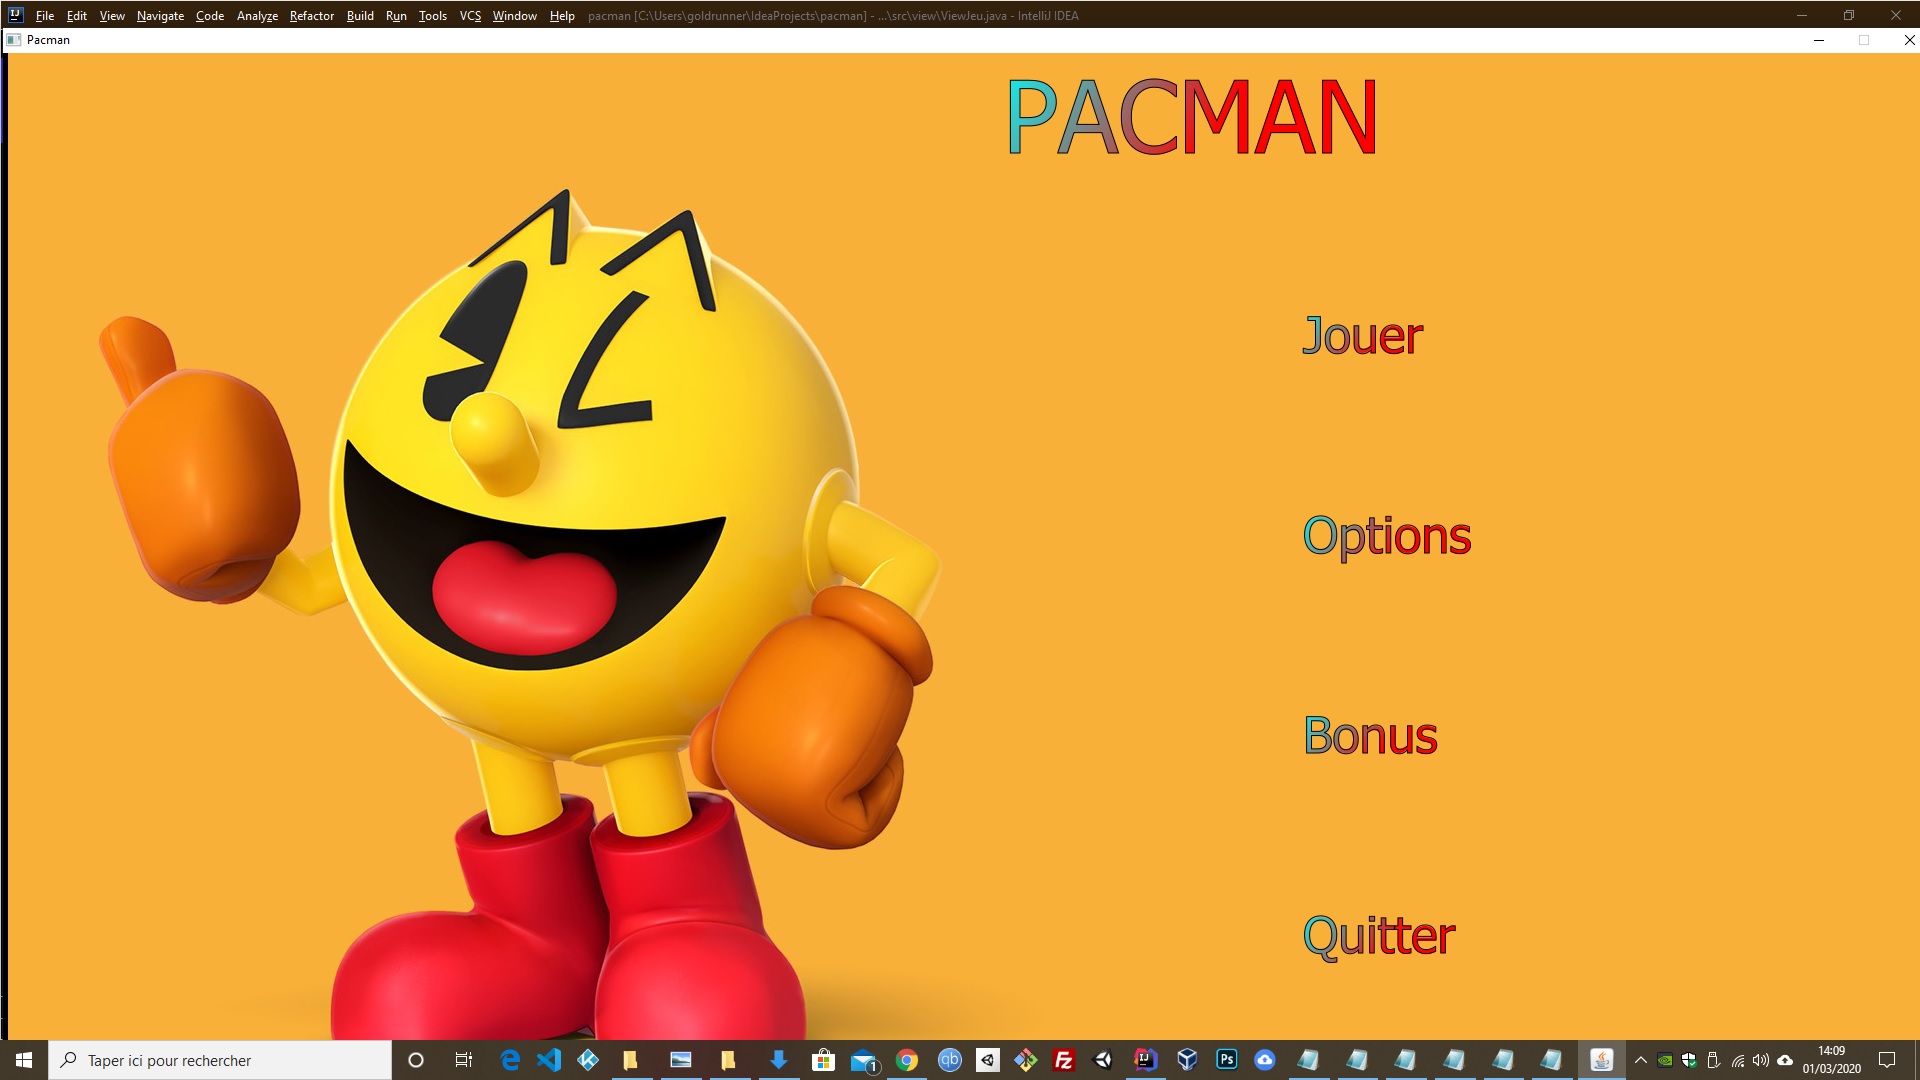 File Edit View Navigate Code Analyze Refactor Build Run Tools VCS Window Help pacman [C:\Users\goldrunner\IdeaProjects\pacman] - ...\src\view\ViewJeu.java - IntelliJ IDEA
Pacman
PACMAN
Jouer
Options
Bonus
Quitter
Taper ici pour rechercher
14:09
01/03/2020